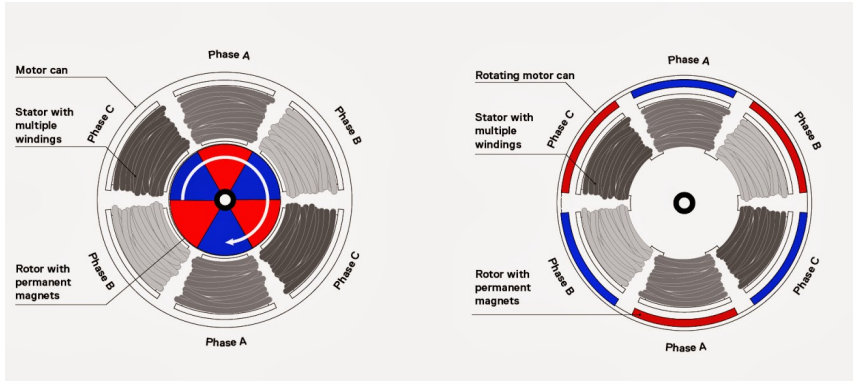 Phase A
Motor can
Stator with
multiple
windings
Phase C
Phase B
Rotor with
permanent
magnets
Phase B
Phase C
Phase A
Phase A
Rotating motor can
Stator with
multiple
windings
Phase C
Phase B
Rotor with
permanent
magnets
Phase B
Phase C
Phase A